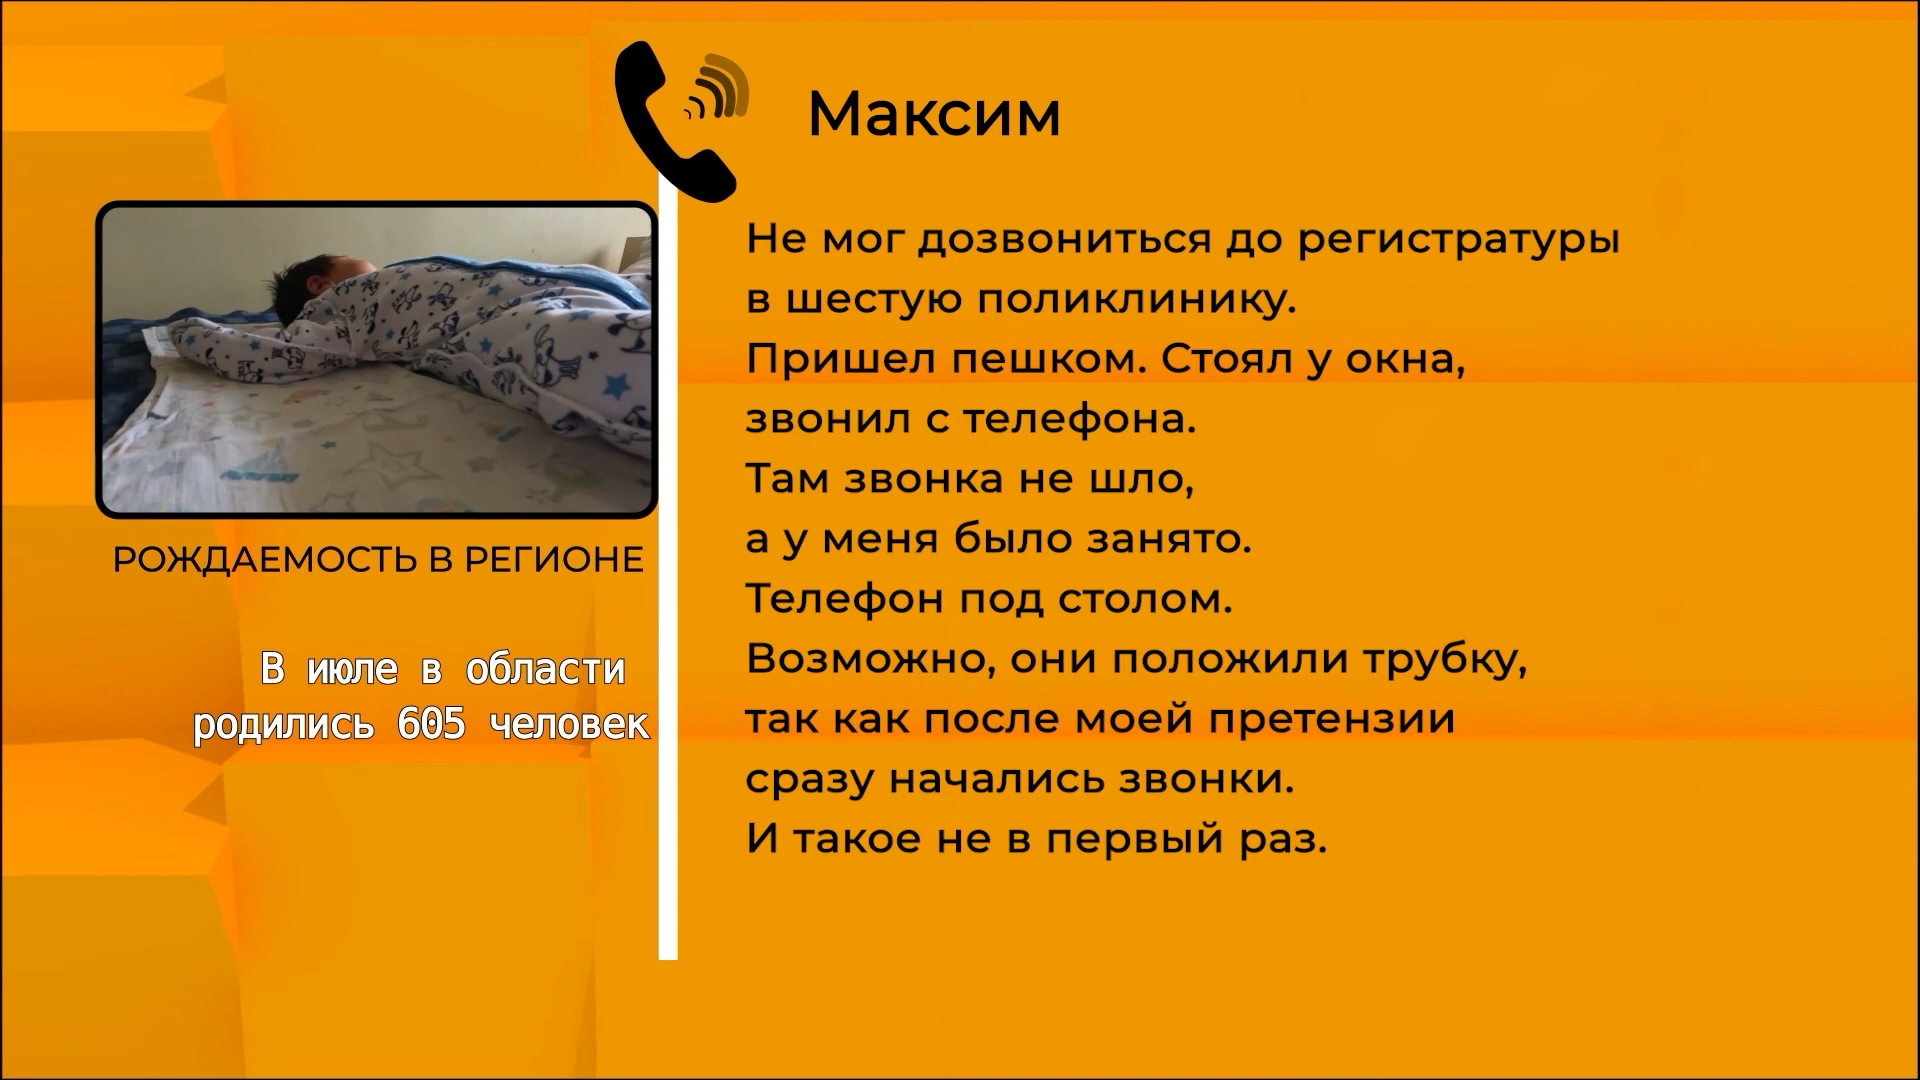 Максим
Не мог дозвониться до регистратуры
в шестую поликлинику.
Пришел пешком. Стоял у окна,
звонил с телефона.
Там звонка не шло,
а у меня было занято.
Телефон под столом.
Возможно, они положили трубку,
так как после моей претензии
сразу начались звонки.
И такое не в первый раз.
РОЖДАЕМОСТЬ В РЕГИОНЕ
В июле в области
родились 605 человек